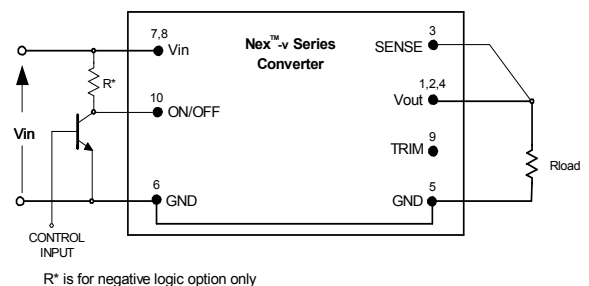 7,8
Vin
Nex™-v Series
Converter
3
SENSE
R*
10
ON/OFF
1,2,4
Vout
Vin
9
TRIM
Rload
6
GND
5
GND
CONTROL
INPUT
R* is for negative logic option only